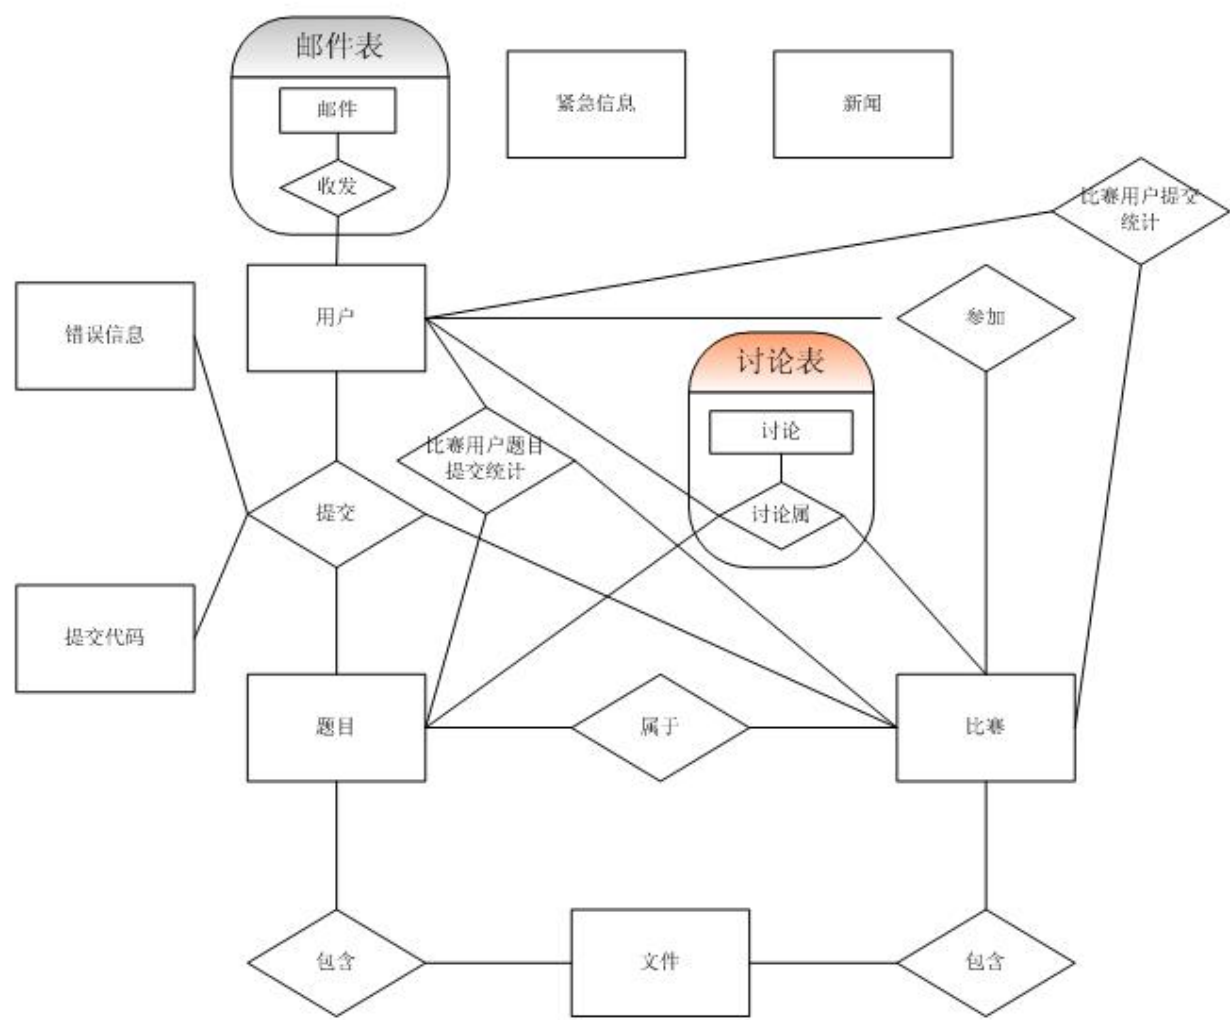 邮件表
邮件
收发
紧急信息
新闻
比赛用户提交
统计
用户
参加
错误信息
讨论表
讨论
比赛用户题目
提交统计
提交
讨论属
提交代码
题目
属于
比赛
包含
文件
包含